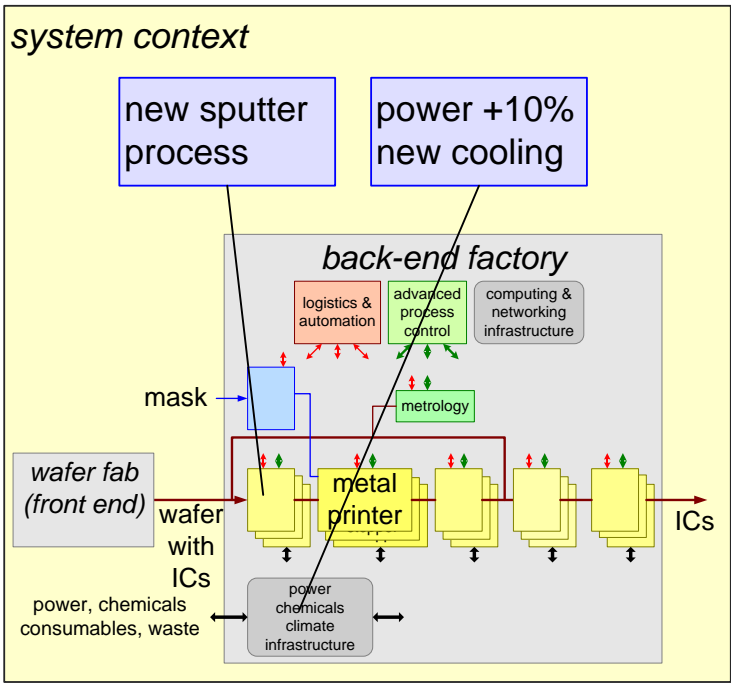 system context
new sputter
process
power +10%
new cooling
back-end factory
logistics &
automation
advanced
process
control
computing &
networking
infrastructure
mask
metrology
wafer fab
(front end)
metal
printer
wafer
with
ICs
ICs
power, chemicals
consumables, waste
power
chemicals
climate
infrastructure